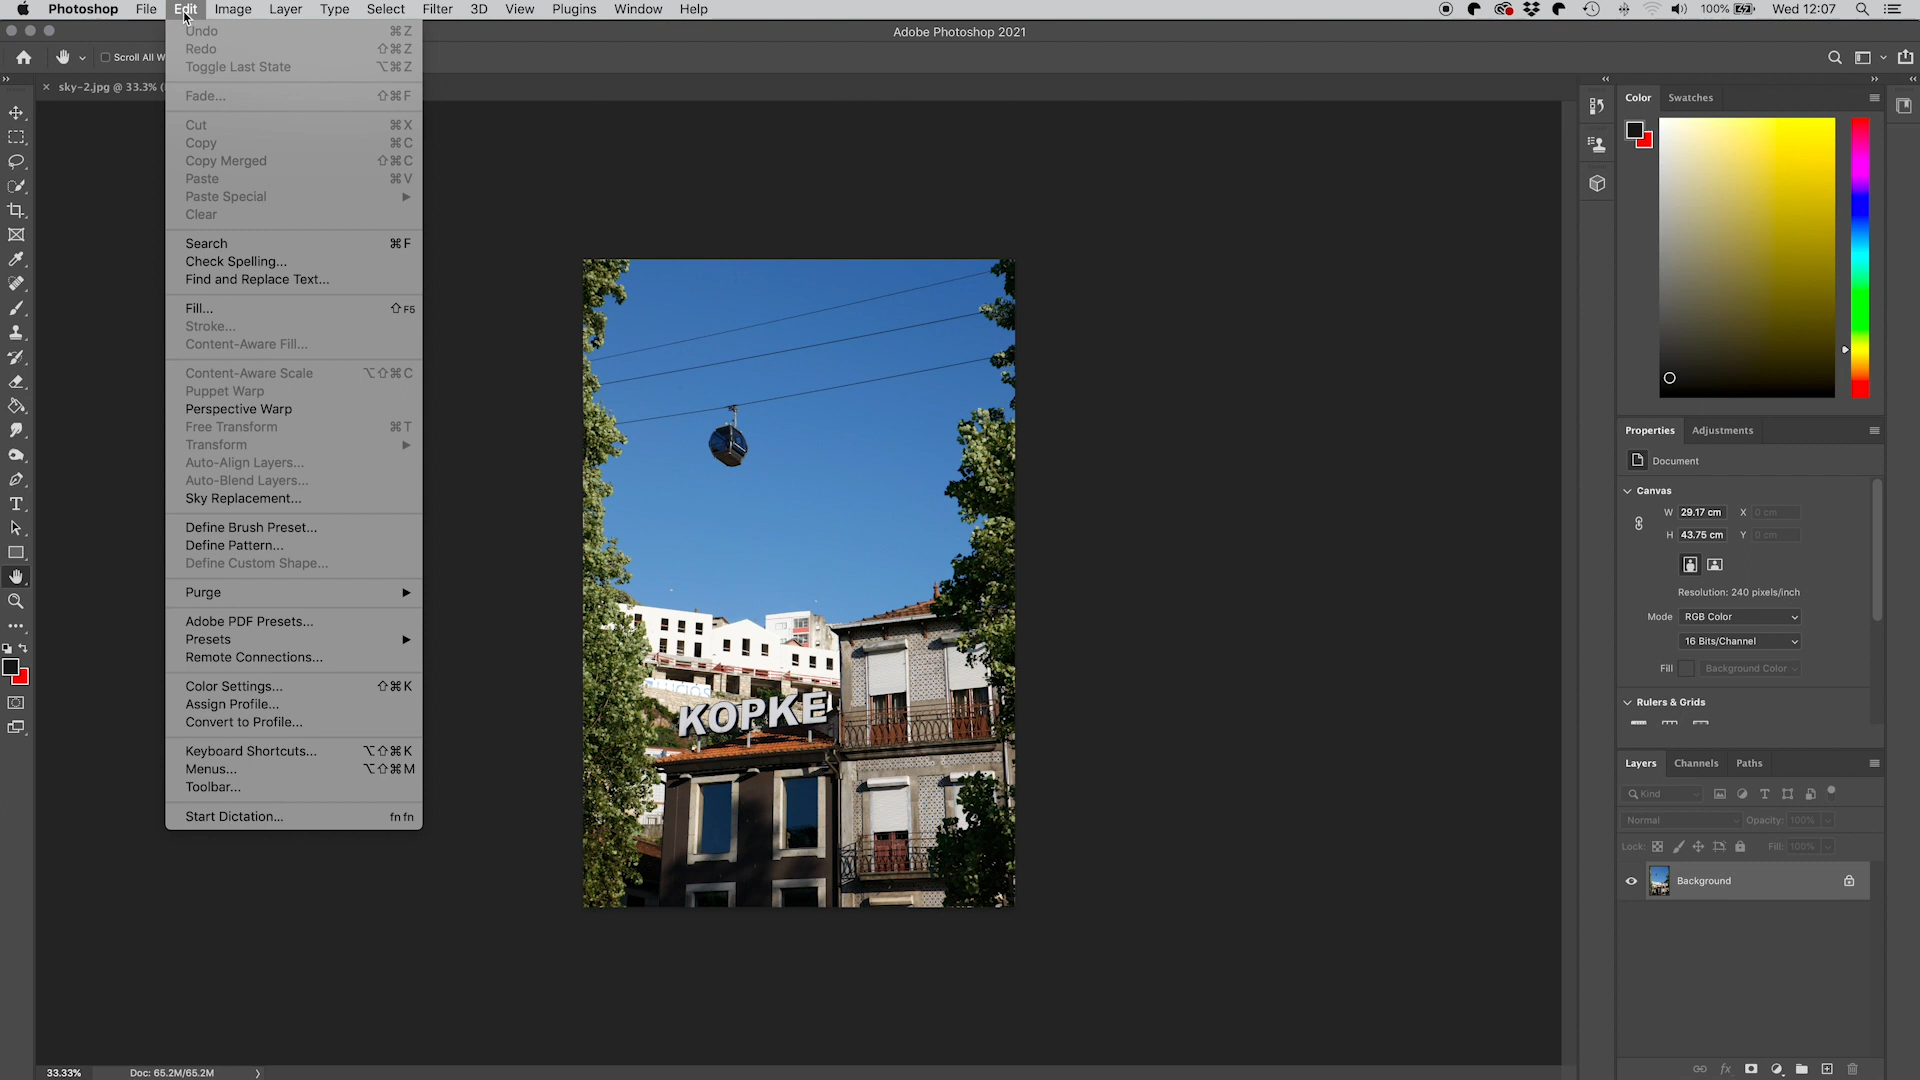 Photoshop File Edit Image Layer Type Select Filter 3D View Plugins Window Help 100% Wed 12:07
Adobe Photoshop 2021
Scroll All W
× sky-2.jpg @ 33.3% (
Undo ⌘Z
Redo ⇧⌘Z
Toggle Last State ⌥⌘Z
Fade... ⇧⌘F
Cut ⌘X
Copy ⌘C
Copy Merged ⇧⌘C
Paste ⌘V
Paste Special
Clear
Search ⌘F
Check Spelling...
Find and Replace Text...
Fill... ⇧F5
Stroke...
Content-Aware Fill...
Content-Aware Scale ⌥⇧⌘C
Puppet Warp
Perspective Warp
Free Transform ⌘T
Transform
Auto-Align Layers...
Auto-Blend Layers...
Sky Replacement...
Define Brush Preset...
Define Pattern...
Define Custom Shape...
Purge
Adobe PDF Presets...
Presets
Remote Connections...
Color Settings... ⇧⌘K
Assign Profile...
Convert to Profile...
Keyboard Shortcuts... ⌥⇧⌘K
Menus... ⌥⇧⌘M
Toolbar...
Start Dictation... fn fn
KOPKE
Color Swatches
Properties Adjustments
Document
Canvas
W 29.17 cm X 0 cm
H 43.75 cm Y 0 cm
Resolution: 240 pixels/inch
Mode RGB Color
16 Bits/Channel
Fill Background Color
Rulers & Grids
Layers Channels Paths
Kind
Normal Opacity: 100%
Lock: Fill: 100%
Background
33.33% Doc: 65.2M/65.2M